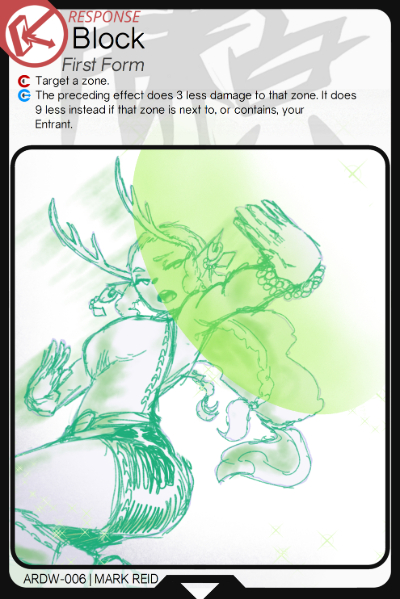 RESPONSE
Block
First Form
C Target a zone.
The preceding effect does 3 less damage to that zone. It does
9 less instead if that zone is next to, or contains, your
Entrant.
ARDW-006 | MARK REID